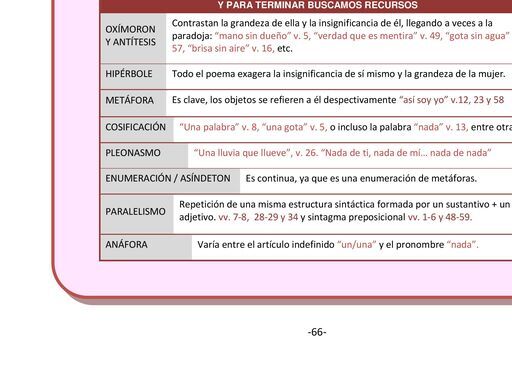 Y PARA TERMINAR BUSCAMOS RECURSOS
OXÍMORON
Y ANTÍTESIS
Contrastan la grandeza de ella y la insignificancia de él, llegando a veces a la
paradoja: “mano sin dueño” v. 5, “verdad que es mentira” v. 49, “gota sin agua”
57, “brisa sin aire” v. 16, etc.
HIPÉRBOLE
Todo el poema exagera la insignificancia de sí mismo y la grandeza de la mujer.
METÁFORA
Es clave, los objetos se refieren a él despectivamente “así soy yo” v.12, 23 y 58
COSIFICACIÓN
“Una palabra” v. 8, “una gota” v. 5, o incluso la palabra “nada” v. 13, entre otra
PLEONASMO
“Una lluvia que llueve”, v. 26. “Nada de ti, nada de mí... nada de nada”
ENUMERACIÓN / ASÍNDETON
Es continua, ya que es una enumeración de metáforas.
PARALELISMO
Repetición de una misma estructura sintáctica formada por un sustantivo + un
adjetivo. vv. 7-8, 28-29 y 34 y sintagma preposicional vv. 1-6 y 48-59.
ANÁFORA
Varía entre el artículo indefinido “un/una” y el pronombre “nada”.
-66-